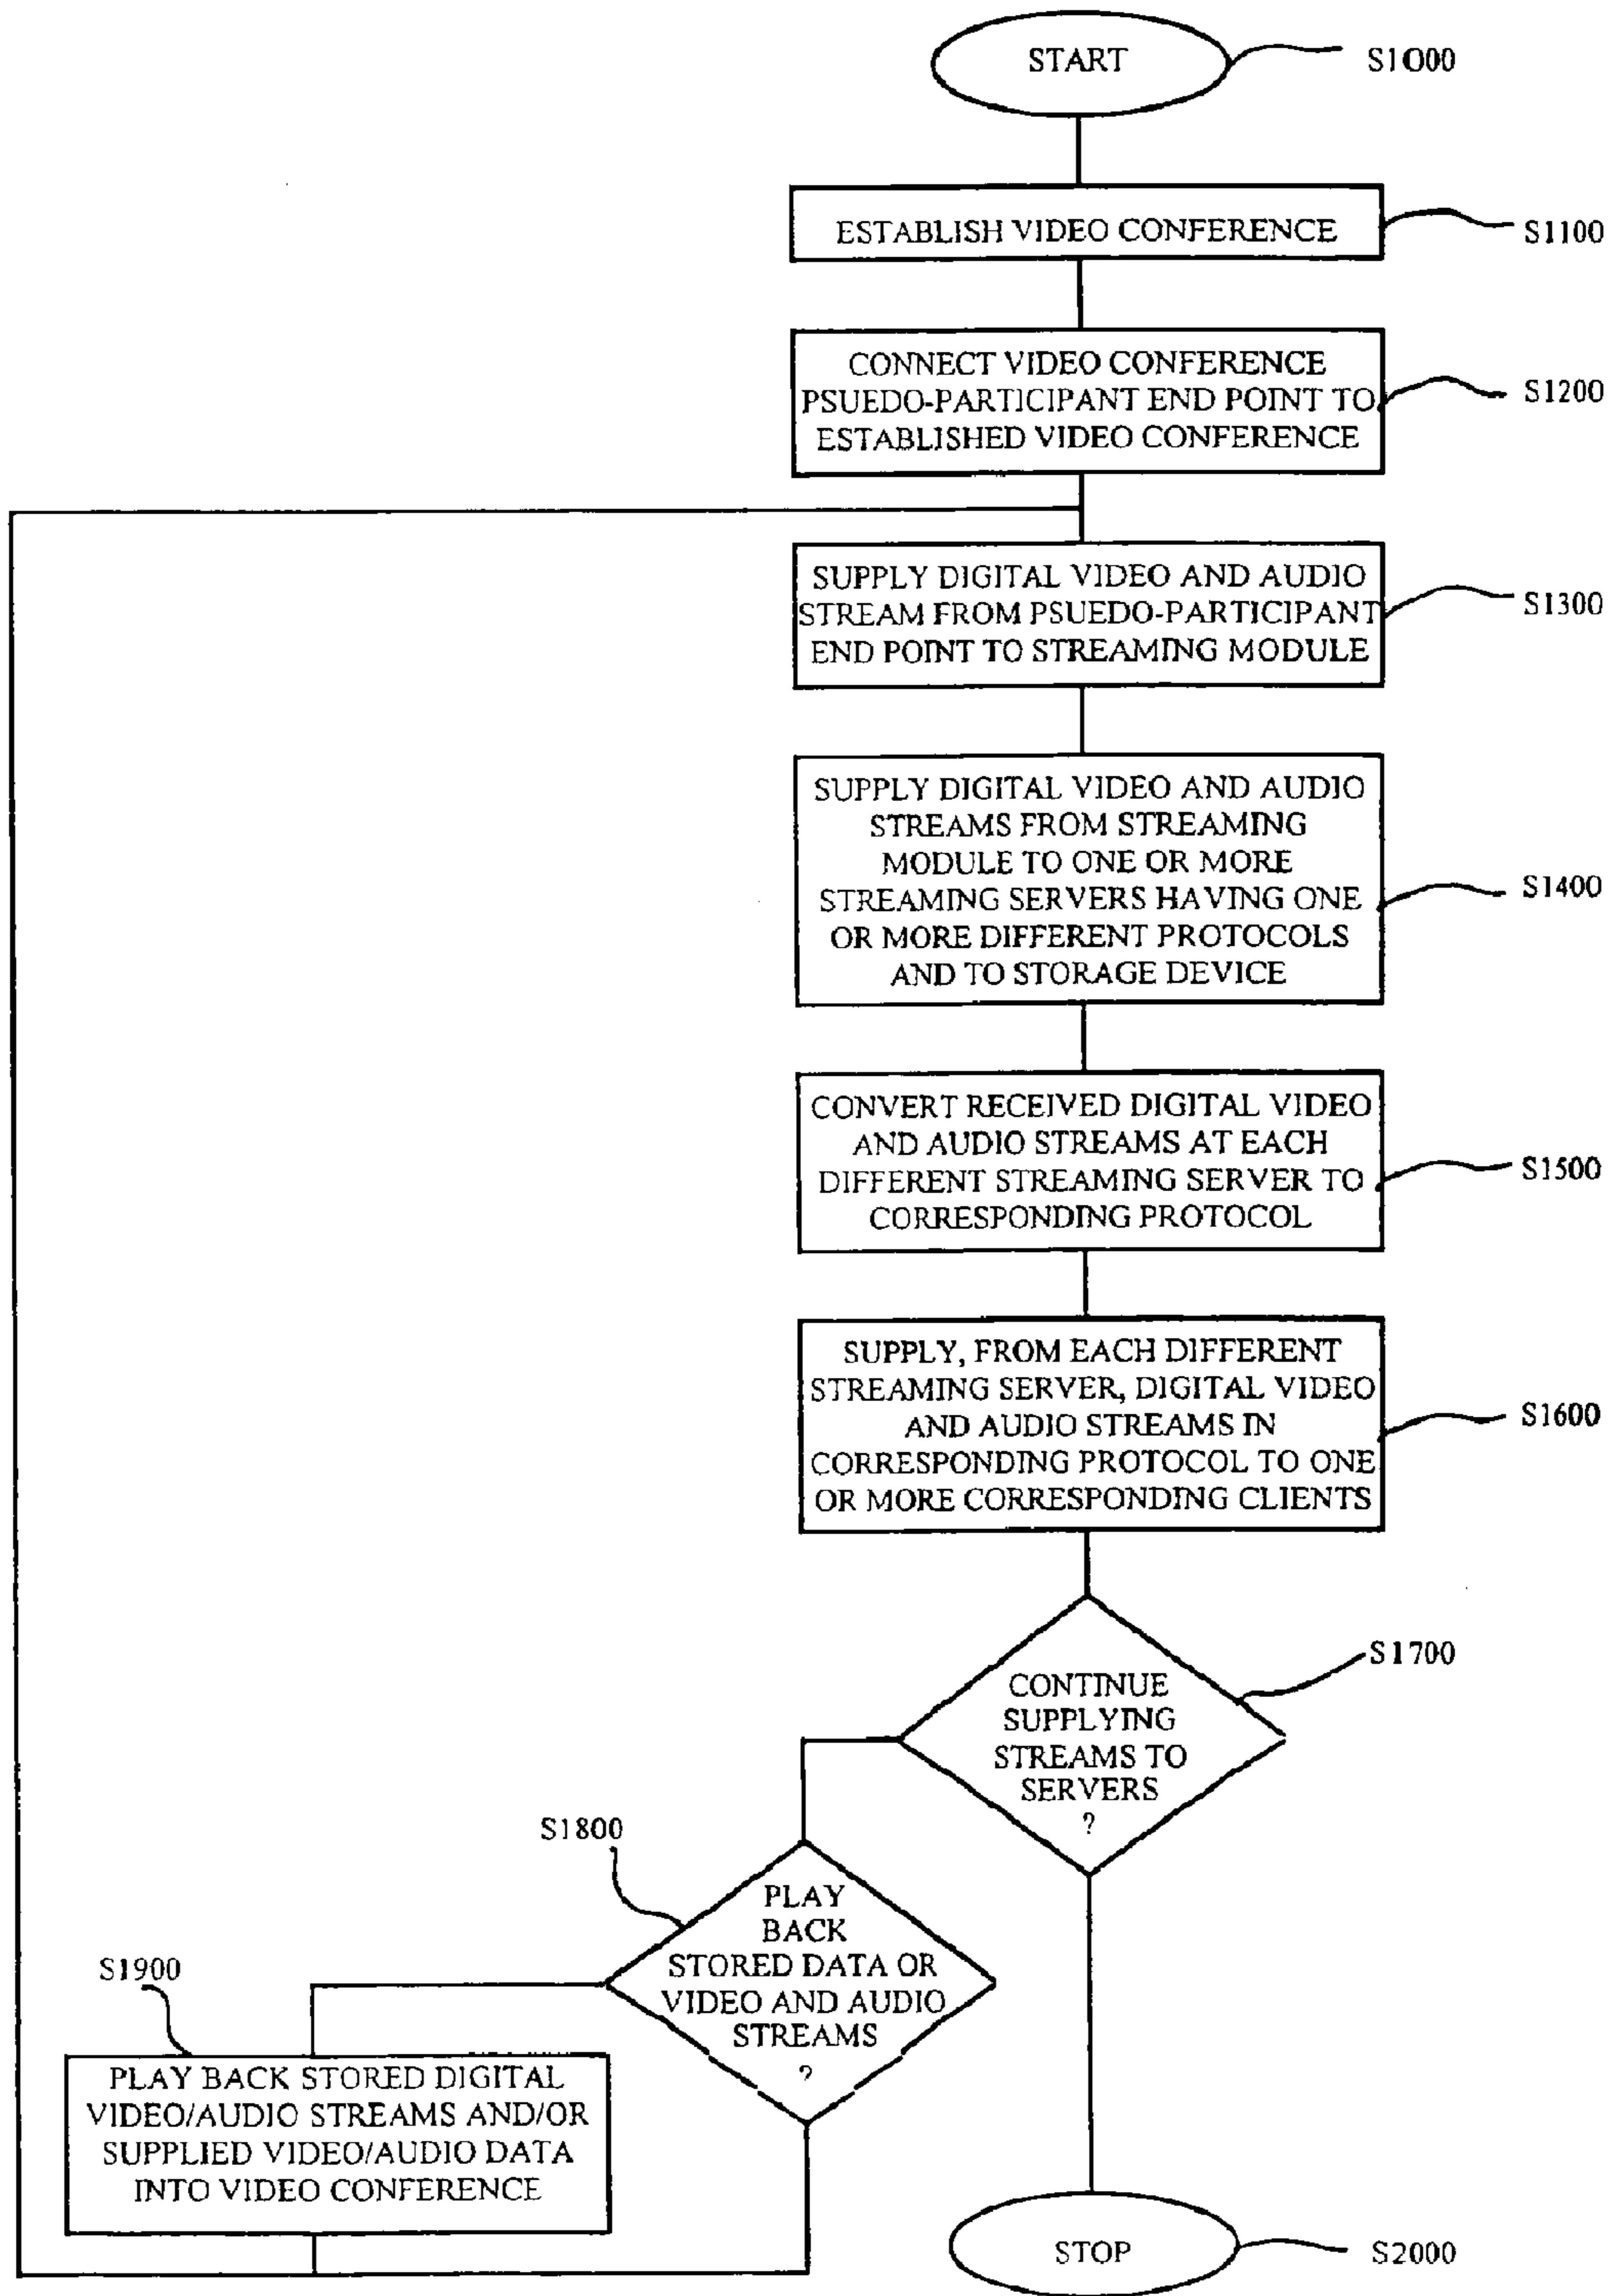 START
S1000
ESTABLISH VIDEO CONFERENCE
S1100
CONNECT VIDEO CONFERENCE
PSUEDO-PARTICIPANT END POINT TO
ESTABLISHED VIDEO CONFERENCE
S1200
SUPPLY DIGITAL VIDEO AND AUDIO
STREAM FROM PSUEDO-PARTICIPANT
END POINT TO STREAMING MODULE
S1300
SUPPLY DIGITAL VIDEO AND AUDIO
STREAMS FROM STREAMING
MODULE TO ONE OR MORE
STREAMING SERVERS HAVING ONE
OR MORE DIFFERENT PROTOCOLS
AND TO STORAGE DEVICE
S1400
CONVERT RECEIVED DIGITAL VIDEO
AND AUDIO STREAMS AT EACH
DIFFERENT STREAMING SERVER TO
CORRESPONDING PROTOCOL
S1500
SUPPLY, FROM EACH DIFFERENT
STREAMING SERVER, DIGITAL VIDEO
AND AUDIO STREAMS IN
CORRESPONDING PROTOCOL TO ONE
OR MORE CORRESPONDING CLIENTS
S1600
CONTINUE
SUPPLYING
STREAMS TO
SERVERS
?
S1700
S1800
PLAY
BACK
STORED DATA OR
VIDEO AND AUDIO
STREAMS
?
S1900
PLAY BACK STORED DIGITAL
VIDEO/AUDIO STREAMS AND/OR
SUPPLIED VIDEO/AUDIO DATA
INTO VIDEO CONFERENCE
STOP
S2000